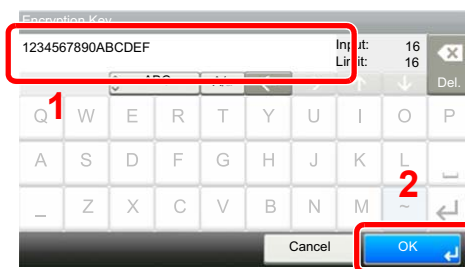 Encryption Key
1234567890ABCDEF
Input: 16
Limit: 16
ABC
Del.
1
Q W E R T Y U I O P
A S D F G H J K L
2
_ Z X C V B N M ~
Cancel
OK